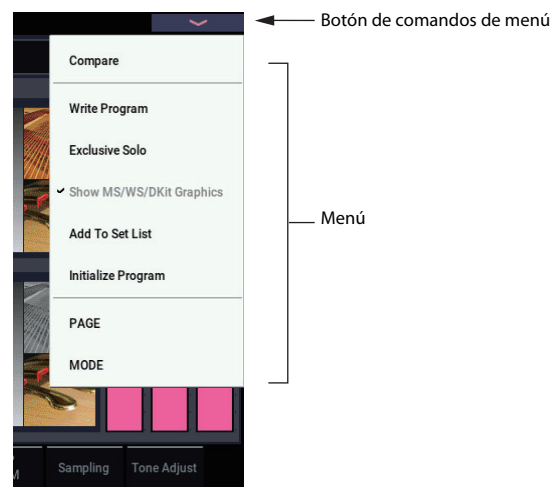 Botón de comandos de menú
Compare
Write Program
Exclusive Solo
Show MS/WS/DKit Graphics
Add To Set List
Menú
Initialize Program
PAGE
MODE
M
Sampling
Tone Adjust